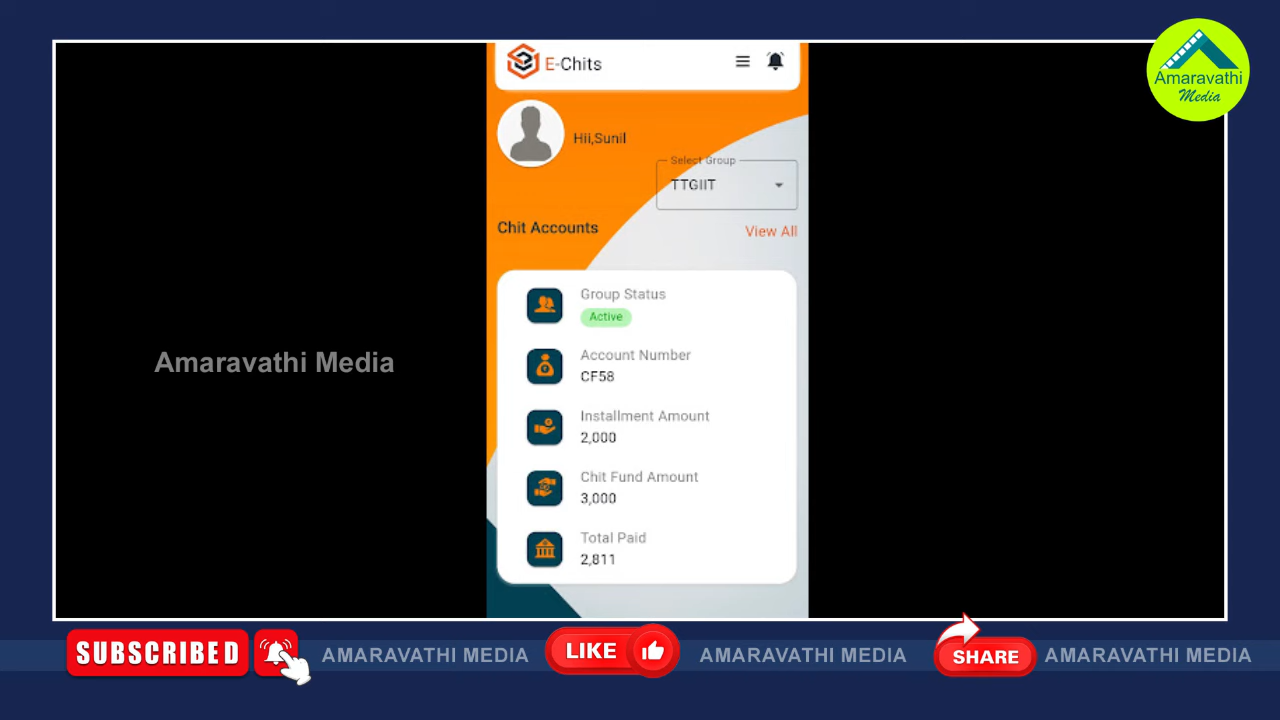 E-Chits
Amaravathi
Media
Hii,Sunil
Select Group
TTGIIT
Chit Accounts
View All
Group Status
Active
Account Number
CF58
Amaravathi Media
Installment Amount
2,000
Chit Fund Amount
3,000
Total Paid
2,811
SUBSCRIBED
AMARAVATHI MEDIA
LIKE
AMARAVATHI MEDIA
SHARE
AMARAVATHI MEDIA